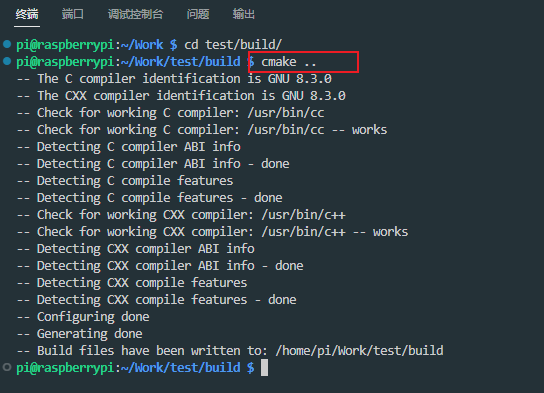 终端 端口 调试控制台 问题 输出
pi@raspberrypi:~/Work $ cd test/build/
pi@raspberrypi:~/Work/test/build $ cmake ..
-- The C compiler identification is GNU 8.3.0
-- The CXX compiler identification is GNU 8.3.0
-- Check for working C compiler: /usr/bin/cc
-- Check for working C compiler: /usr/bin/cc -- works
-- Detecting C compiler ABI info
-- Detecting C compiler ABI info - done
-- Detecting C compile features
-- Detecting C compile features - done
-- Check for working CXX compiler: /usr/bin/c++
-- Check for working CXX compiler: /usr/bin/c++ -- works
-- Detecting CXX compiler ABI info
-- Detecting CXX compiler ABI info - done
-- Detecting CXX compile features
-- Detecting CXX compile features - done
-- Configuring done
-- Generating done
-- Build files have been written to: /home/pi/Work/test/build
pi@raspberrypi:~/Work/test/build $